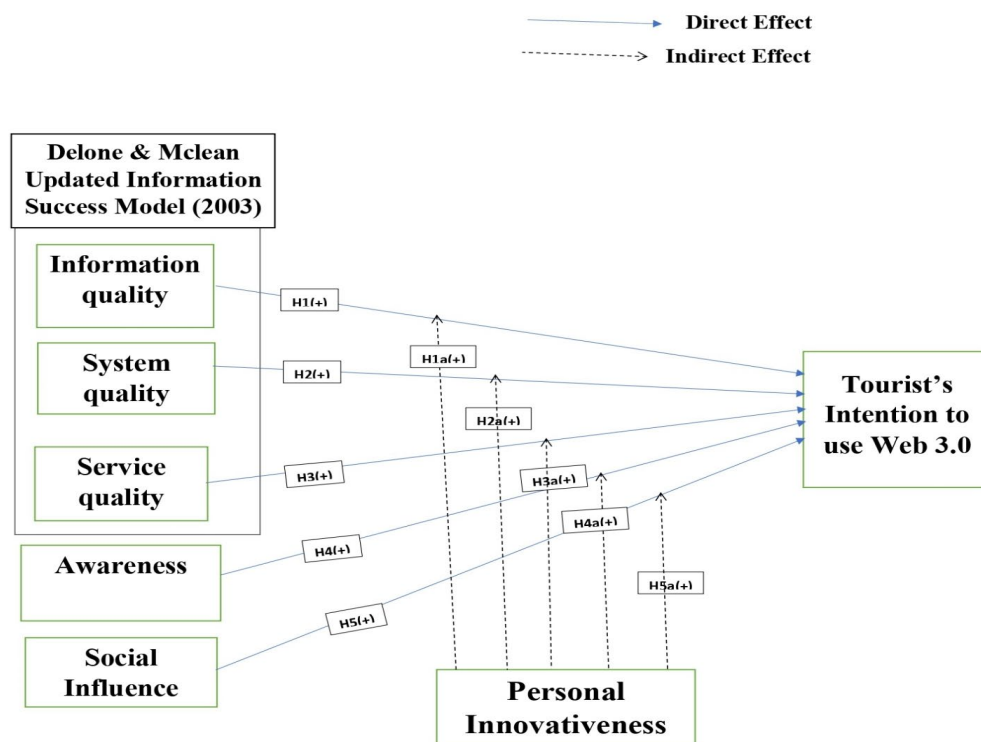 Direct Effect
Indirect Effect
Delone & Mclean
Updated Information
Success Model (2003)
Information
quality
System
quality
Service
quality
Awareness
Social
Influence
H1(+)
H2(+)
H3(+)
H4(+)
H5(+)
H1a(+)
H2a(+)
H3a(+)
H4a(+)
H5a(+)
Tourist’s
Intention to
use Web 3.0
Personal
Innovativeness